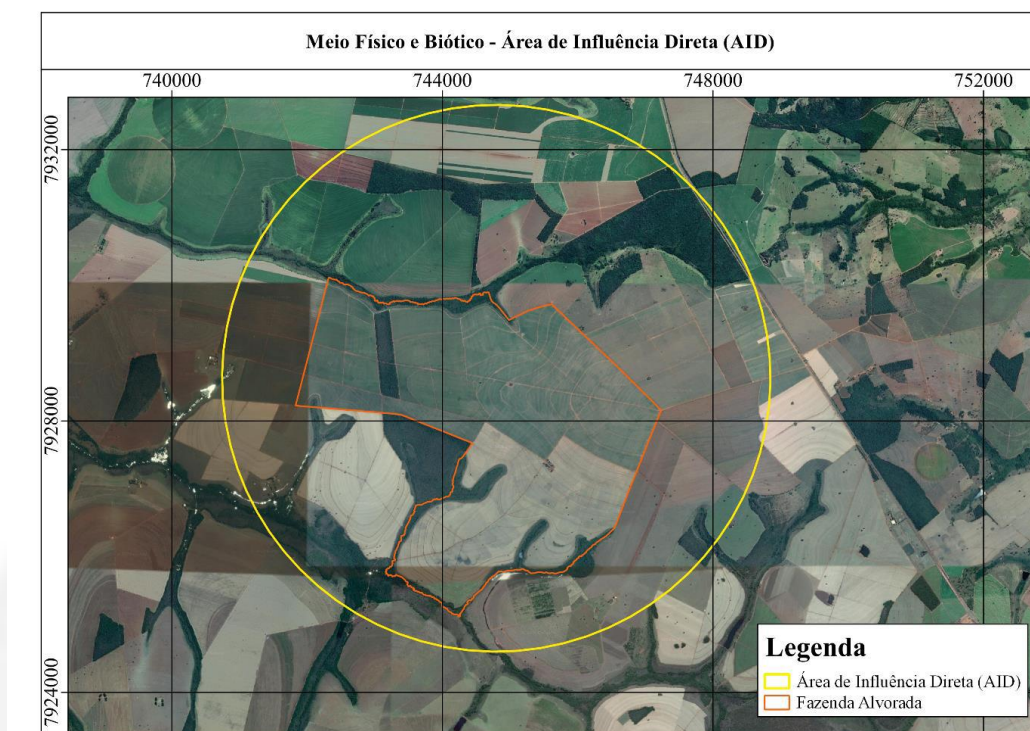 Meio Físico e Biótico - Área de Influência Direta (AID)
740000 744000 748000 752000
7932000
7928000
7924000
Legenda
Área de Influência Direta (AID)
Fazenda Alvorada